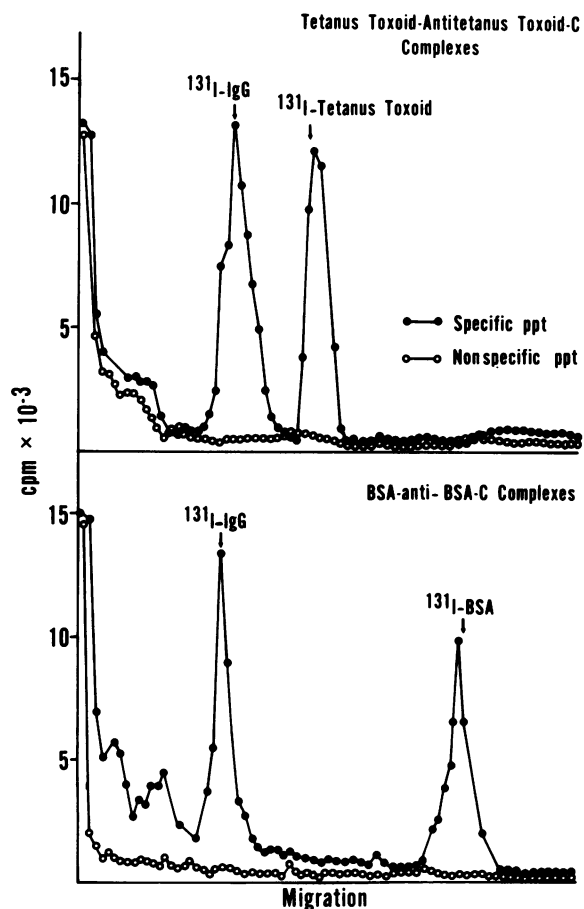 Tetanus Toxoid-Antitetanus Toxoid-C
Complexes
15
10
5
131I-IgG
131I-Tetanus Toxoid
Specific ppt
Nonspecific ppt
cpm × 10-3
BSA-anti-BSA-C Complexes
15
10
5
131I-IgG
131I-BSA
Migration